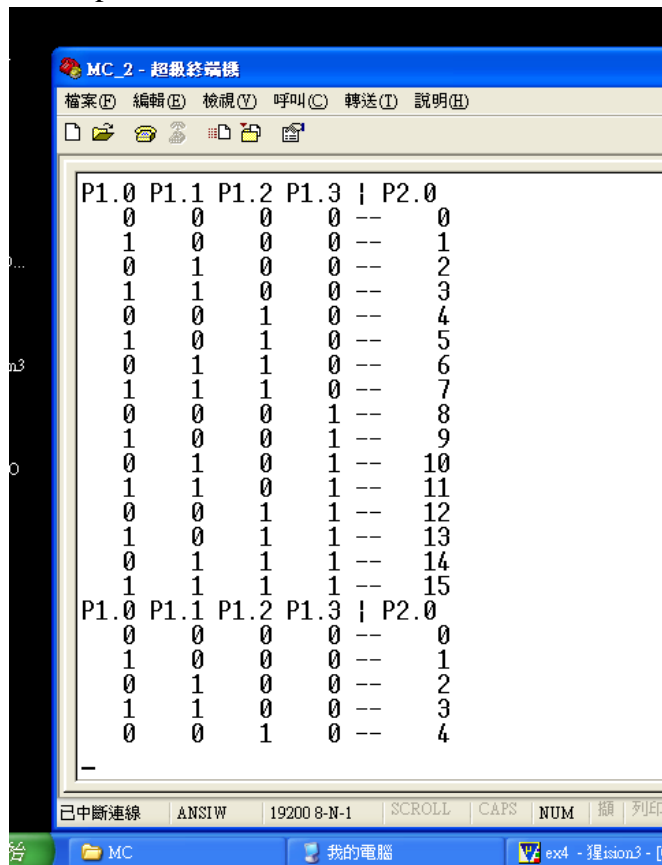 MC_2 - 超級終端機
檔案(F) 編輯(E) 檢視(V) 呼叫(C) 轉送(T) 說明(H)
P1.0 P1.1 P1.2 P1.3 | P2.0
0 0 0 0 -- 0
1 0 0 0 -- 1
0 1 0 0 -- 2
1 1 0 0 -- 3
0 0 1 0 -- 4
1 0 1 0 -- 5
0 1 1 0 -- 6
1 1 1 0 -- 7
0 0 0 1 -- 8
1 0 0 1 -- 9
0 1 0 1 -- 10
1 1 0 1 -- 11
0 0 1 1 -- 12
1 0 1 1 -- 13
0 1 1 1 -- 14
1 1 1 1 -- 15
P1.0 P1.1 P1.2 P1.3 | P2.0
0 0 0 0 -- 0
1 0 0 0 -- 1
0 1 0 0 -- 2
1 1 0 0 -- 3
0 0 1 0 -- 4
已中斷連線 ANSIW 19200 8-N-1 SCROLL CAPS NUM 擷 列印
MC 我的電腦 ex4 - ision3 - [